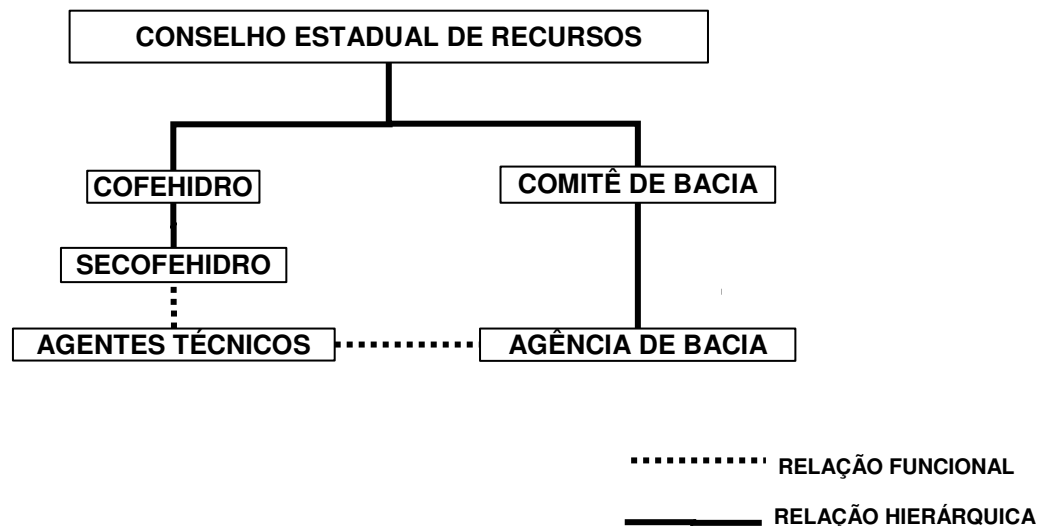 CONSELHO ESTADUAL DE RECURSOS
COFEHIDRO
COMITÊ DE BACIA
SECOFEHIDRO
AGENTES TÉCNICOS
AGÊNCIA DE BACIA
RELAÇÃO FUNCIONAL
RELAÇÃO HIERÁRQUICA